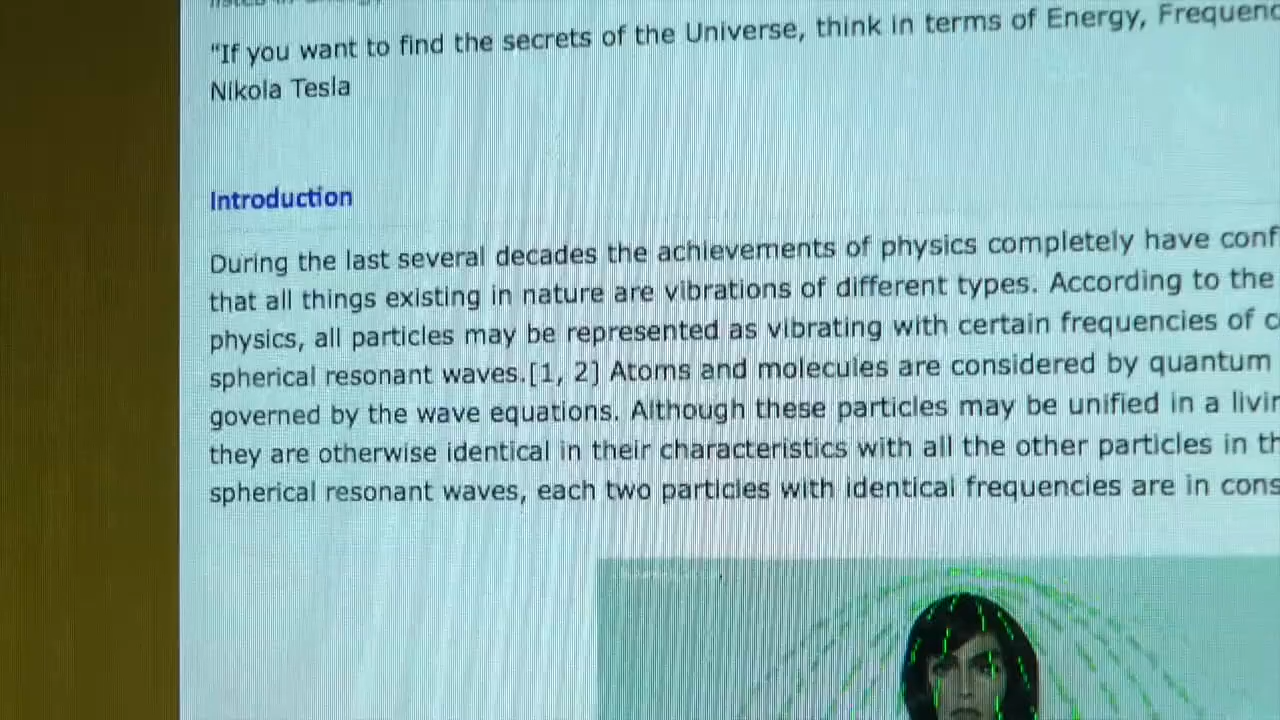 “If you want to find the secrets of the Universe, think in terms of Energy, Frequenc
Nikola Tesla
Introduction
During the last several decades the achievements of physics completely have conf
that all things existing in nature are vibrations of different types. According to the
physics, all particles may be represented as vibrating with certain frequencies of c
spherical resonant waves.[1, 2] Atoms and molecules are considered by quantum
governed by the wave equations. Although these particles may be unified in a livin
they are otherwise identical in their characteristics with all the other particles in th
spherical resonant waves, each two particles with identical frequencies are in cons